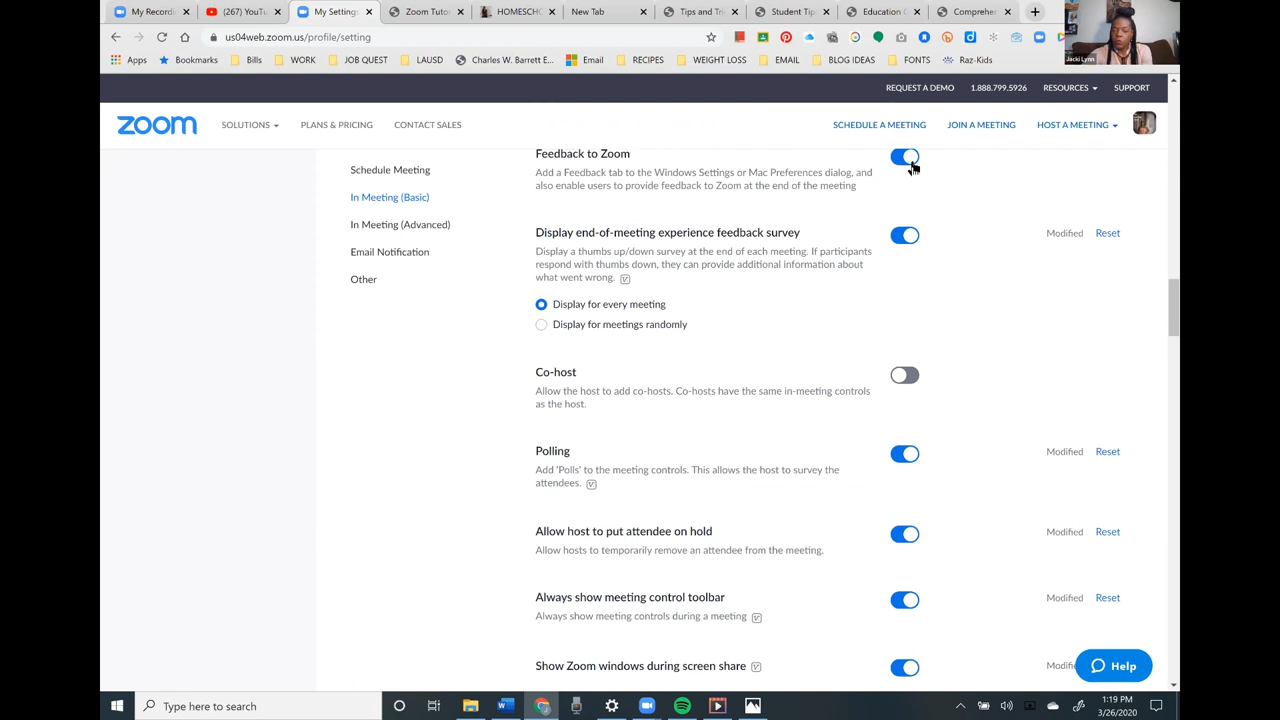 My Recordi
(267) YouTu
My Settings
Zoom Tuto
HOMESCHO
New Tab
Tips and Tri
Student Tip
Education C
Comprehe
us04web.zoom.us/profile/setting
Apps Bookmarks Bills WORK JOB QUEST LAUSD Charles W. Barrett E... Email RECIPES WEIGHT LOSS EMAIL BLOG IDEAS FONTS Raz-Kids
Jacki Lynn
REQUEST A DEMO 1.888.799.5926 RESOURCES SUPPORT
zoom SOLUTIONS PLANS & PRICING CONTACT SALES SCHEDULE A MEETING JOIN A MEETING HOST A MEETING
Schedule Meeting
In Meeting (Basic)
In Meeting (Advanced)
Email Notification
Other
Feedback to Zoom
Add a Feedback tab to the Windows Settings or Mac Preferences dialog, and
also enable users to provide feedback to Zoom at the end of the meeting
Display end-of-meeting experience feedback survey Modified Reset
Display a thumbs up/down survey at the end of each meeting. If participants
respond with thumbs down, they can provide additional information about
what went wrong.
Display for every meeting
Display for meetings randomly
Co-host
Allow the host to add co-hosts. Co-hosts have the same in-meeting controls
as the host.
Polling Modified Reset
Add 'Polls' to the meeting controls. This allows the host to survey the
attendees.
Allow host to put attendee on hold Modified Reset
Allow hosts to temporarily remove an attendee from the meeting.
Always show meeting control toolbar Modified Reset
Always show meeting controls during a meeting
Show Zoom windows during screen share Modifi
Help
Type here to search
1:19 PM
3/26/2020